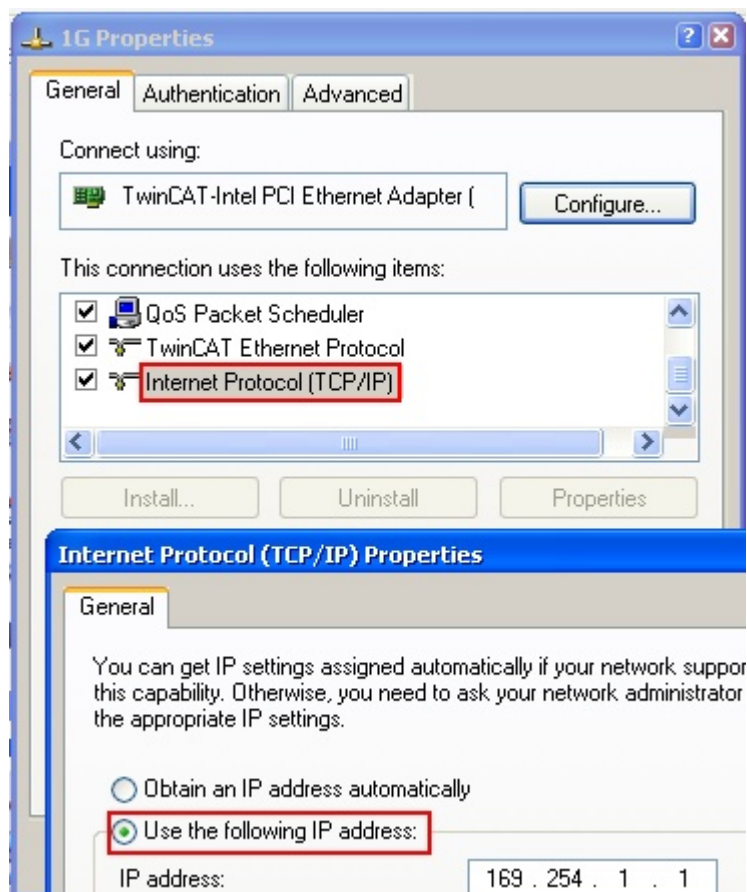 1G Properties
General Authentication Advanced
Connect using:
TwinCAT-Intel PCI Ethernet Adapter (
Configure...
This connection uses the following items:
QoS Packet Scheduler
TwinCAT Ethernet Protocol
Internet Protocol (TCP/IP)
Install... Uninstall Properties
Internet Protocol (TCP/IP) Properties
General
You can get IP settings assigned automatically if your network suppor
this capability. Otherwise, you need to ask your network administrator
the appropriate IP settings.
Obtain an IP address automatically
Use the following IP address:
IP address: 169 . 254 . 1 . 1